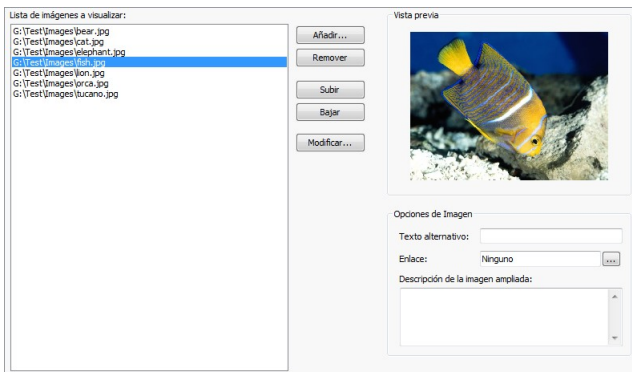 Lista de imágenes a visualizar:
G:\Test\Images\bear.jpg
G:\Test\Images\cat.jpg
G:\Test\Images\elephant.jpg
G:\Test\Images\fish.jpg
G:\Test\Images\lion.jpg
G:\Test\Images\orca.jpg
G:\Test\Images\tucano.jpg
Añadir...
Remover
Subir
Bajar
Modificar...
Vista previa
Opciones de Imagen
Texto alternativo:
Enlace:
Ninguno
...
Descripción de la imagen ampliada: